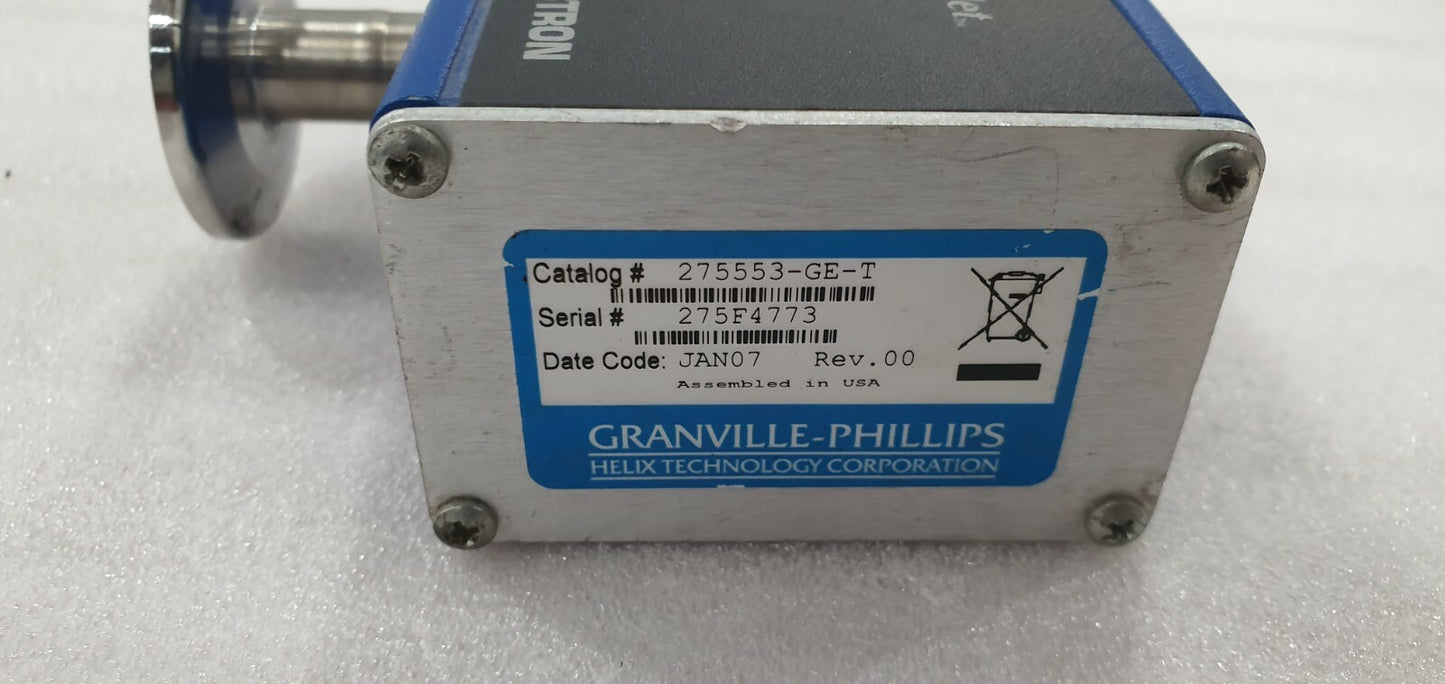 TRON
Catalog # 275553-GE-T
Serial # 275F4773
Date Code: JAN07 Rev.00
Assembled in USA
GRANVILLE-PHILLIPS
HELIX TECHNOLOGY CORPORATION